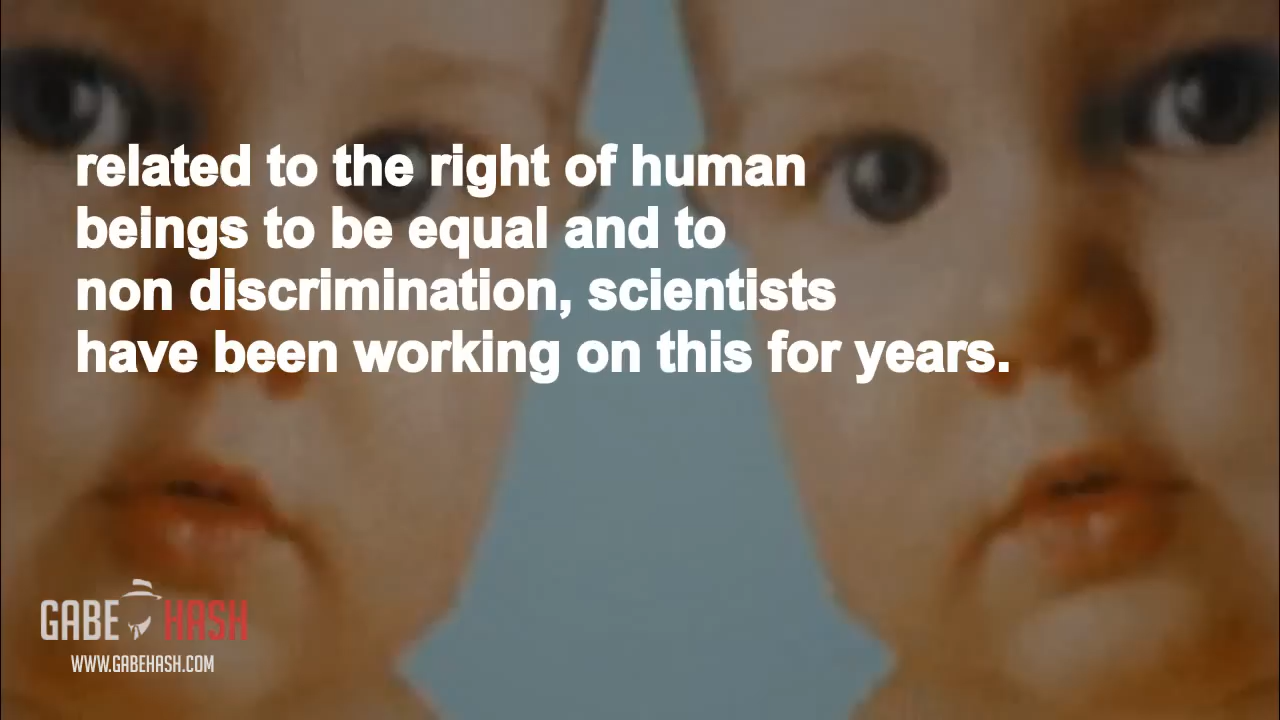 related to the right of human
beings to be equal and to
non discrimination, scientists
have been working on this for years.
GABE HASH
WWW.GABEHASH.COM